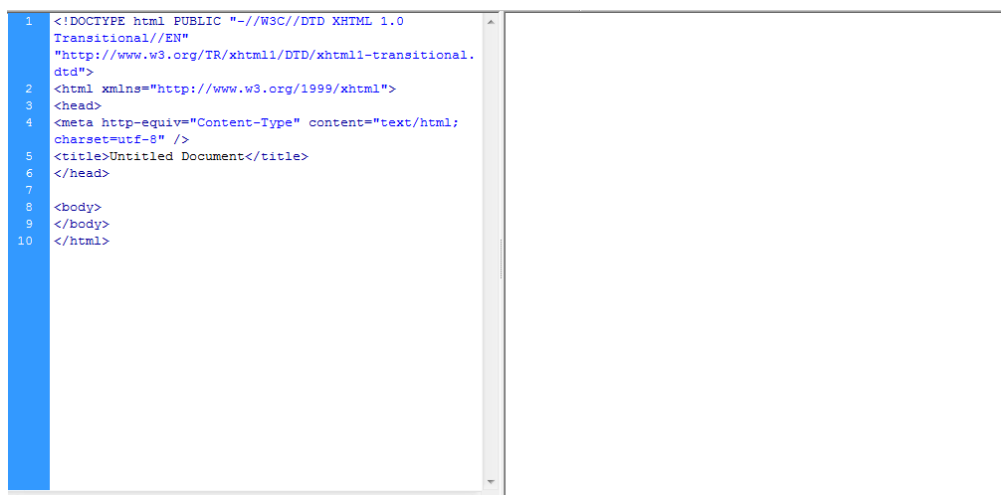 1 <!DOCTYPE html PUBLIC "-//W3C//DTD XHTML 1.0
Transitional//EN"
"http://www.w3.org/TR/xhtml1/DTD/xhtml1-transitional.
dtd">
2 <html xmlns="http://www.w3.org/1999/xhtml">
3 <head>
4 <meta http-equiv="Content-Type" content="text/html;
charset=utf-8" />
5 <title>Untitled Document</title>
6 </head>
7
8 <body>
9 </body>
10 </html>